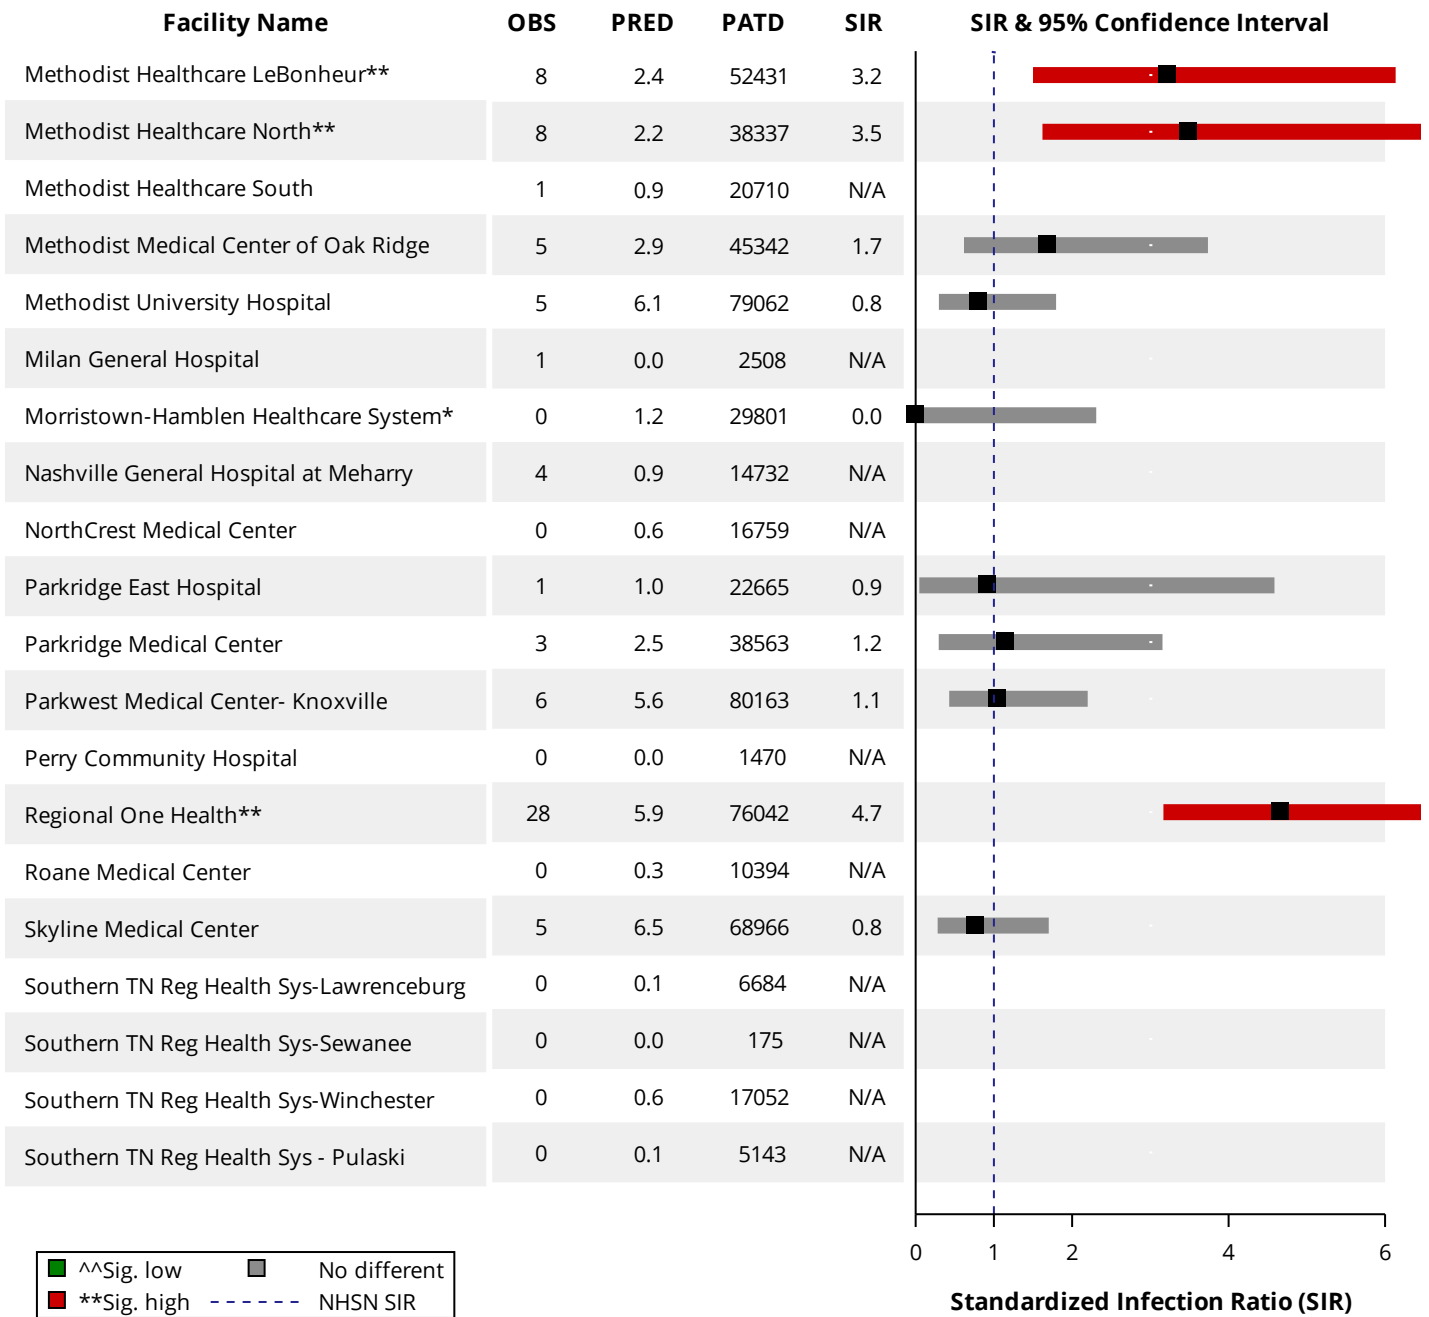 Facility Name OBS PRED PATD SIR SIR & 95% Confidence Interval
Methodist Healthcare LeBonheur** 8 2.4 52431 3.2
Methodist Healthcare North** 8 2.2 38337 3.5
Methodist Healthcare South 1 0.9 20710 N/A
Methodist Medical Center of Oak Ridge 5 2.9 45342 1.7
Methodist University Hospital 5 6.1 79062 0.8
Milan General Hospital 1 0.0 2508 N/A
Morristown-Hamblen Healthcare System* 0 1.2 29801 0.0
Nashville General Hospital at Meharry 4 0.9 14732 N/A
NorthCrest Medical Center 0 0.6 16759 N/A
Parkridge East Hospital 1 1.0 22665 0.9
Parkridge Medical Center 3 2.5 38563 1.2
Parkwest Medical Center- Knoxville 6 5.6 80163 1.1
Perry Community Hospital 0 0.0 1470 N/A
Regional One Health** 28 5.9 76042 4.7
Roane Medical Center 0 0.3 10394 N/A
Skyline Medical Center 5 6.5 68966 0.8
Southern TN Reg Health Sys-Lawrenceburg 0 0.1 6684 N/A
Southern TN Reg Health Sys-Sewanee 0 0.0 175 N/A
Southern TN Reg Health Sys-Winchester 0 0.6 17052 N/A
Southern TN Reg Health Sys - Pulaski 0 0.1 5143 N/A
0 1 2 4 6
Standardized Infection Ratio (SIR)
^^Sig. low No different
**Sig. high NHSN SIR